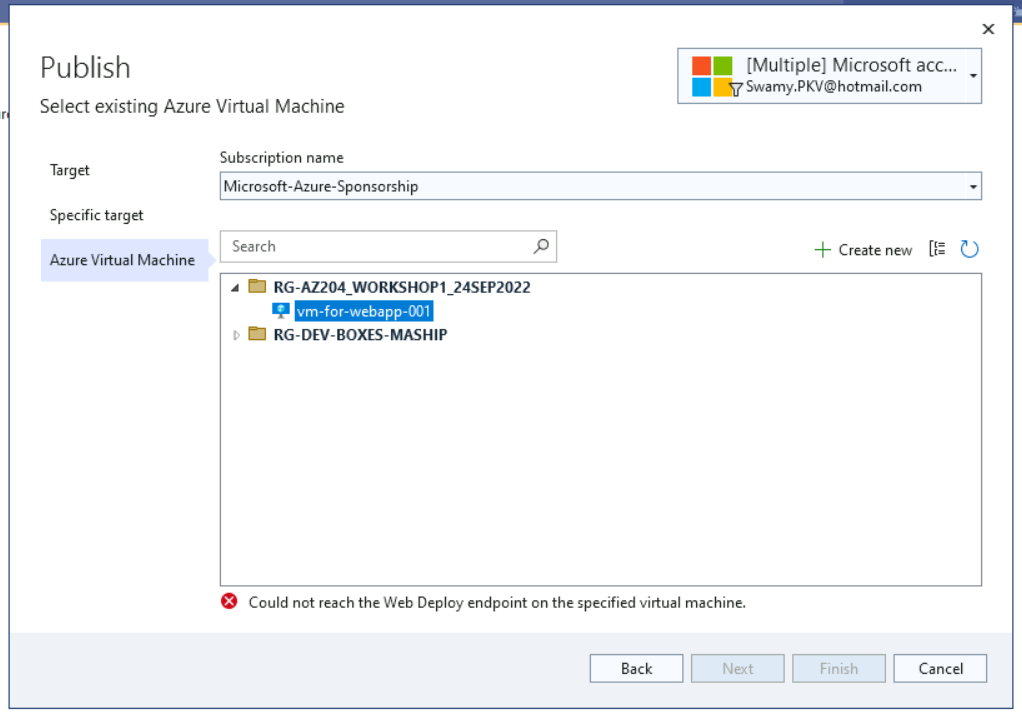 Publish
[Multiple] Microsoft acc...
Swamy.PKV@hotmail.com
Select existing Azure Virtual Machine
Target
Specific target
Azure Virtual Machine
Subscription name
Microsoft-Azure-Sponsorship
Search
Create new
RG-AZ204_WORKSHOP1_24SEP2022
vm-for-webapp-001
RG-DEV-BOXES-MASHIP
Could not reach the Web Deploy endpoint on the specified virtual machine.
Back
Next
Finish
Cancel